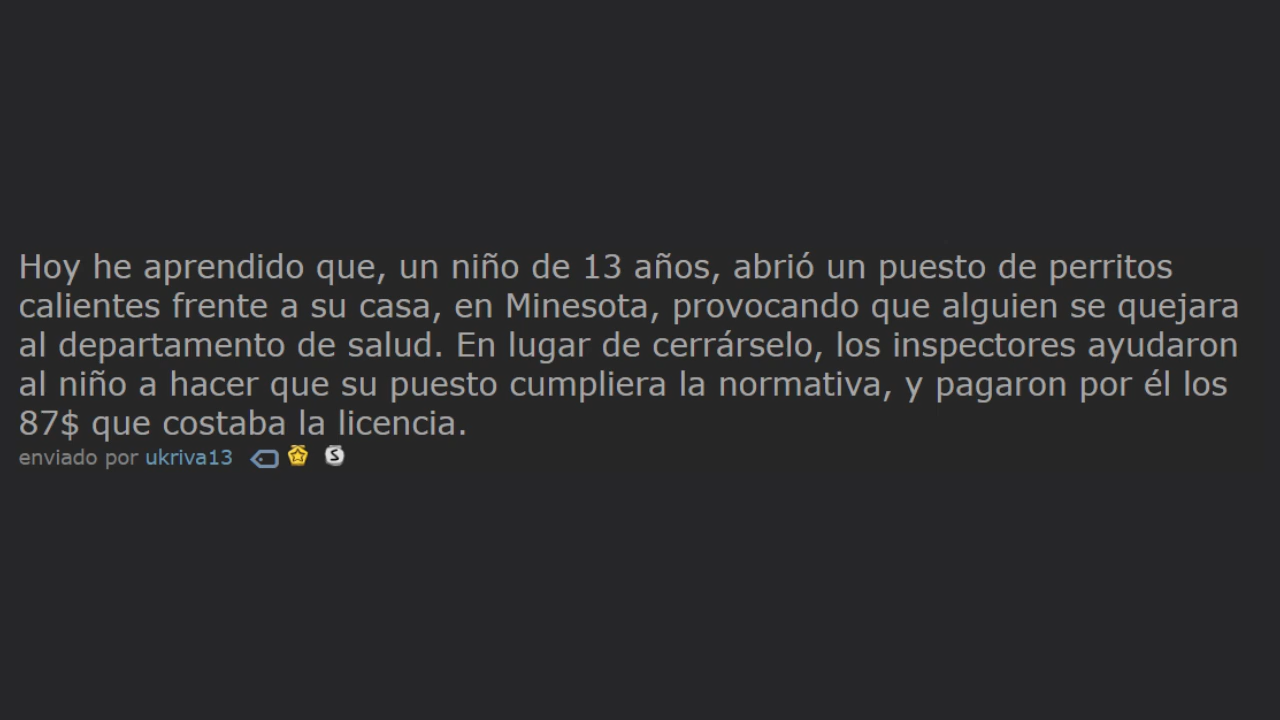 Hoy he aprendido que, un niño de 13 años, abrió un puesto de perritos
calientes frente a su casa, en Minesota, provocando que alguien se quejara
al departamento de salud. En lugar de cerrárselo, los inspectores ayudaron
al niño a hacer que su puesto cumpliera la normativa, y pagaron por él los
87$ que costaba la licencia.
enviado por ukriva13 S